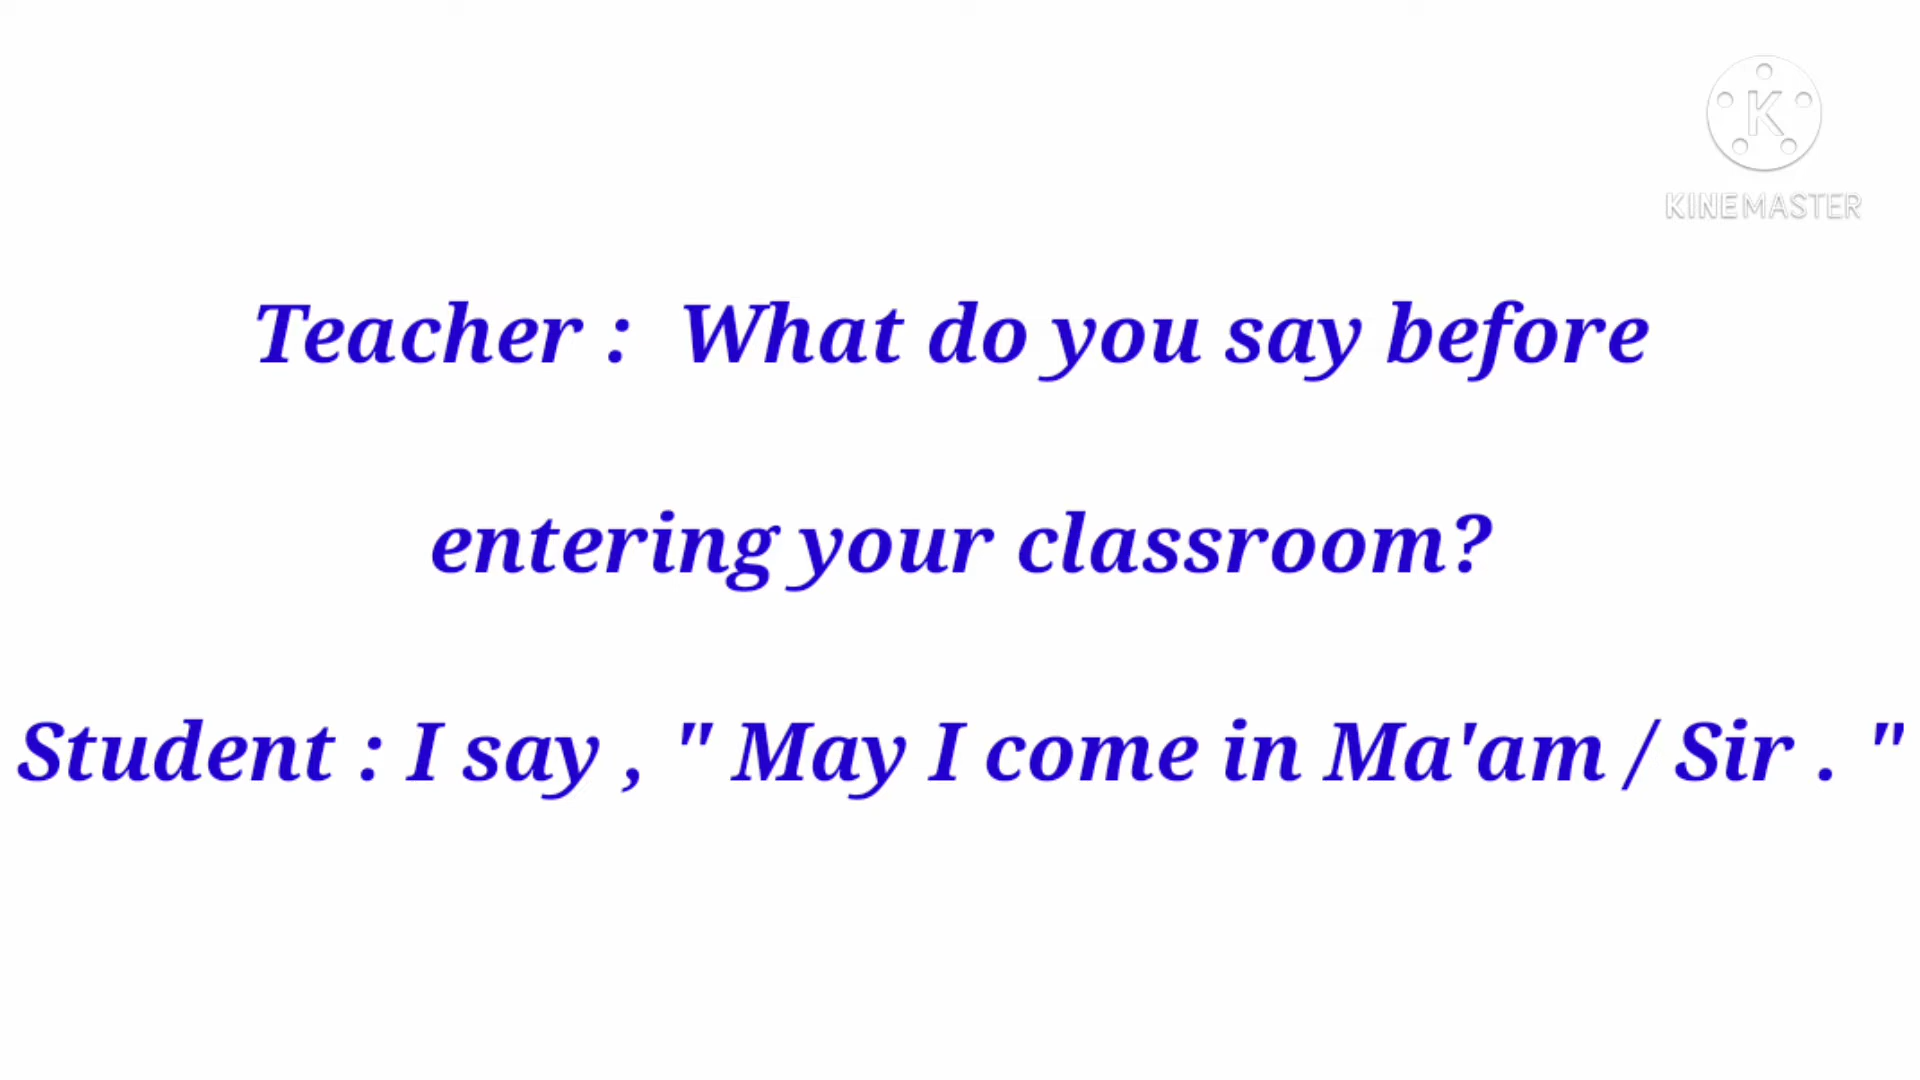 K
KINEMASTER
Teacher :  What do you say before
entering your classroom?
Student : I say , " May I come in Ma'am / Sir .  "